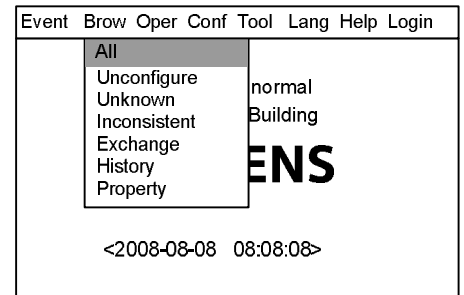 Event Brow Oper Conf Tool Lang Help Login
All
Unconfigure
normal
Unknown
Building
Inconsistent
Exchange
ENS
History
Property
<2008-08-08 08:08:08>